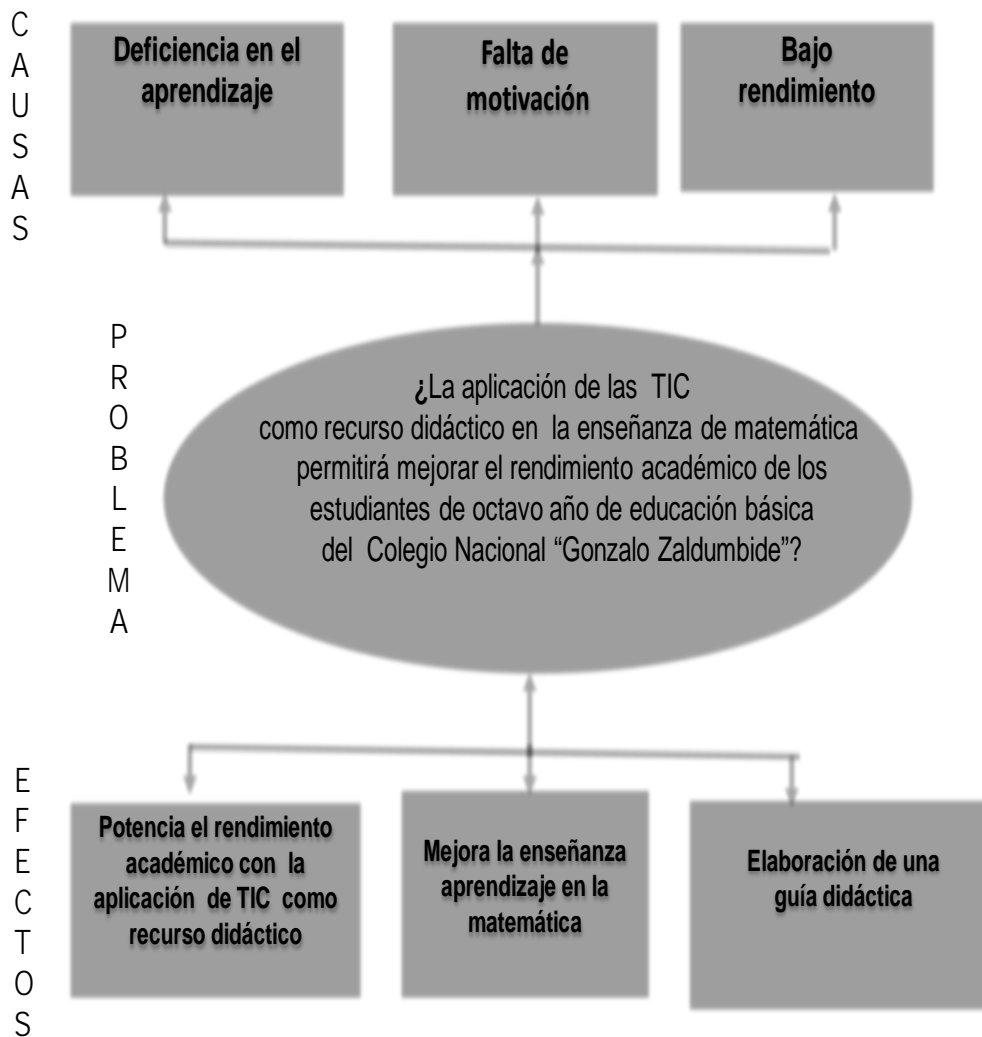 CAUSAS
Deficiencia en el
aprendizaje
Falta de
motivación
Bajo
rendimiento
PROBLEMA
¿La aplicación de las TIC
como recurso didáctico en la enseñanza de matemática
permitirá mejorar el rendimiento académico de los
estudiantes de octavo año de educación básica
del Colegio Nacional “Gonzalo Zaldumbide”?
EFECTOS
Potencia el rendimiento
académico con la
aplicación de TIC como
recurso didáctico
Mejora la enseñanza
aprendizaje en la
matemática
Elaboración de una
guía didáctica